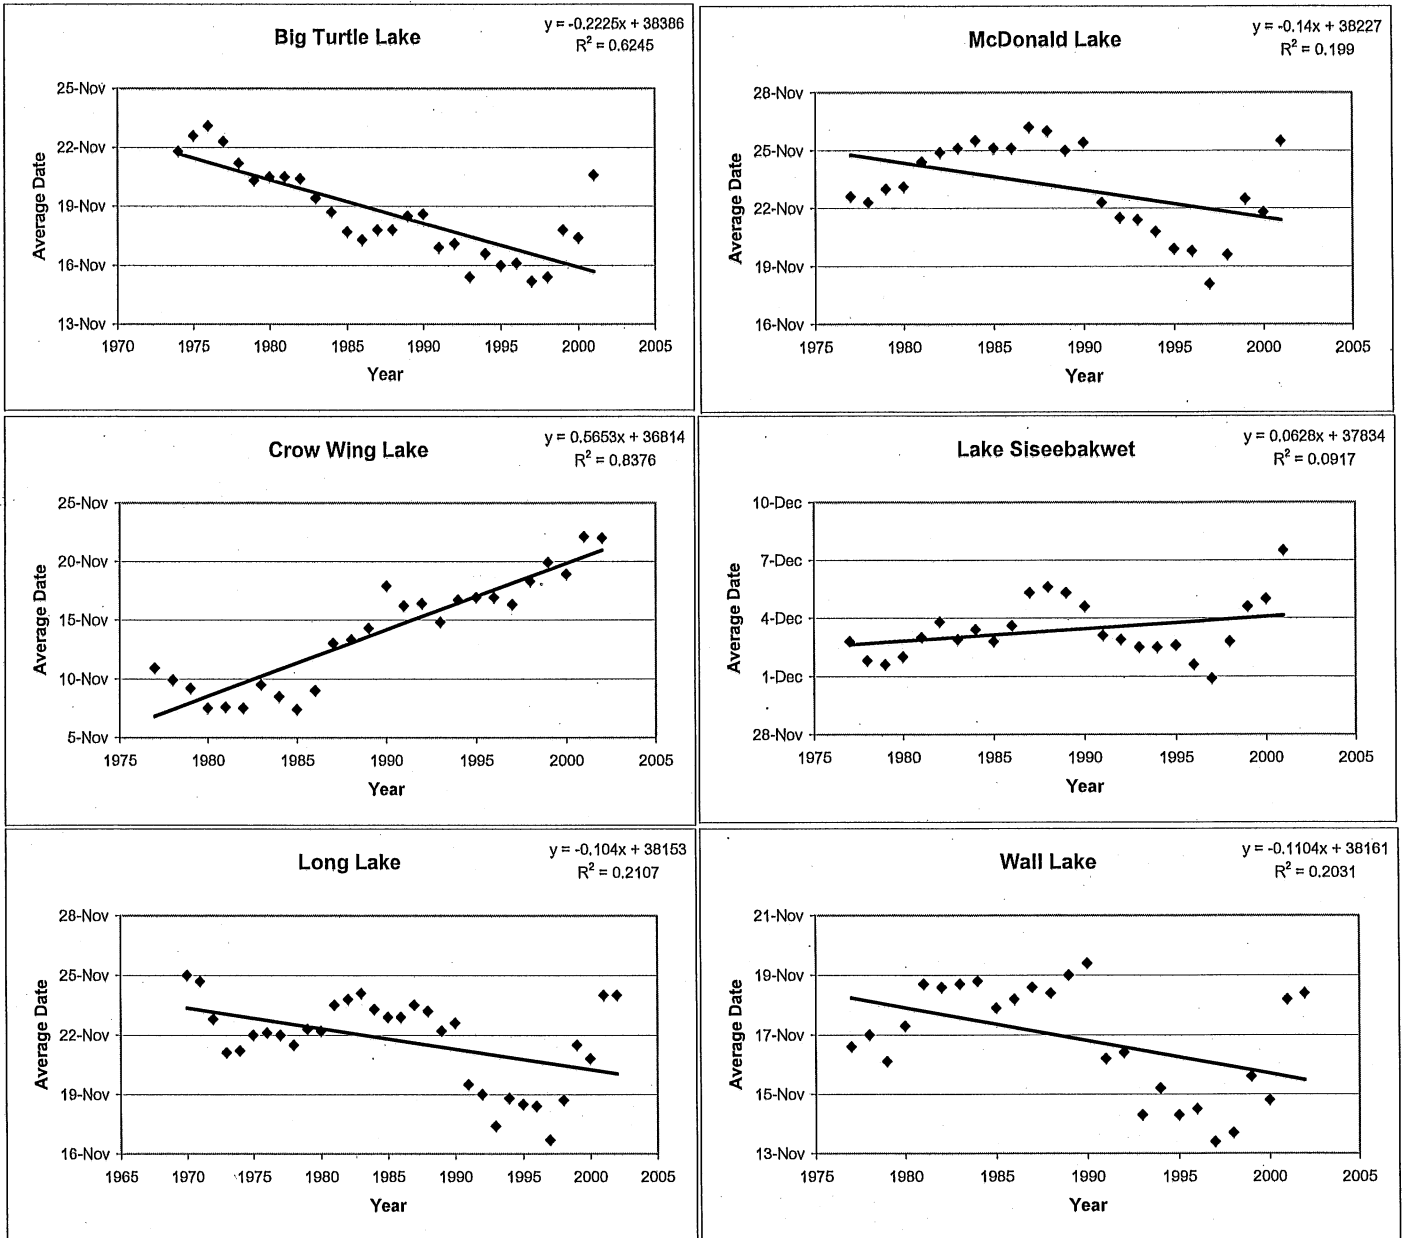 Big Turtle Lake
y = -0.2225x + 38386
R² = 0.6245
25-Nov
22-Nov
19-Nov
16-Nov
13-Nov
Average Date
1970 1975 1980 1985 1990 1995 2000 2005
Year
McDonald Lake
y = -0.14x + 38227
R² = 0.199
28-Nov
25-Nov
22-Nov
19-Nov
16-Nov
Average Date
1975 1980 1985 1990 1995 2000 2005
Year
Crow Wing Lake
y = 0.5653x + 36814
R² = 0.8376
25-Nov
20-Nov
15-Nov
10-Nov
5-Nov
Average Date
1975 1980 1985 1990 1995 2000 2005
Year
Lake Siseebakwet
y = 0.0628x + 37834
R² = 0.0917
10-Dec
7-Dec
4-Dec
1-Dec
28-Nov
Average Date
1975 1980 1985 1990 1995 2000 2005
Year
Long Lake
y = -0.104x + 38153
R² = 0.2107
28-Nov
25-Nov
22-Nov
19-Nov
16-Nov
Average Date
1965 1970 1975 1980 1985 1990 1995 2000 2005
Year
Wall Lake
y = -0.1104x + 38161
R² = 0.2031
21-Nov
19-Nov
17-Nov
15-Nov
13-Nov
Average Date
1975 1980 1985 1990 1995 2000 2005
Year